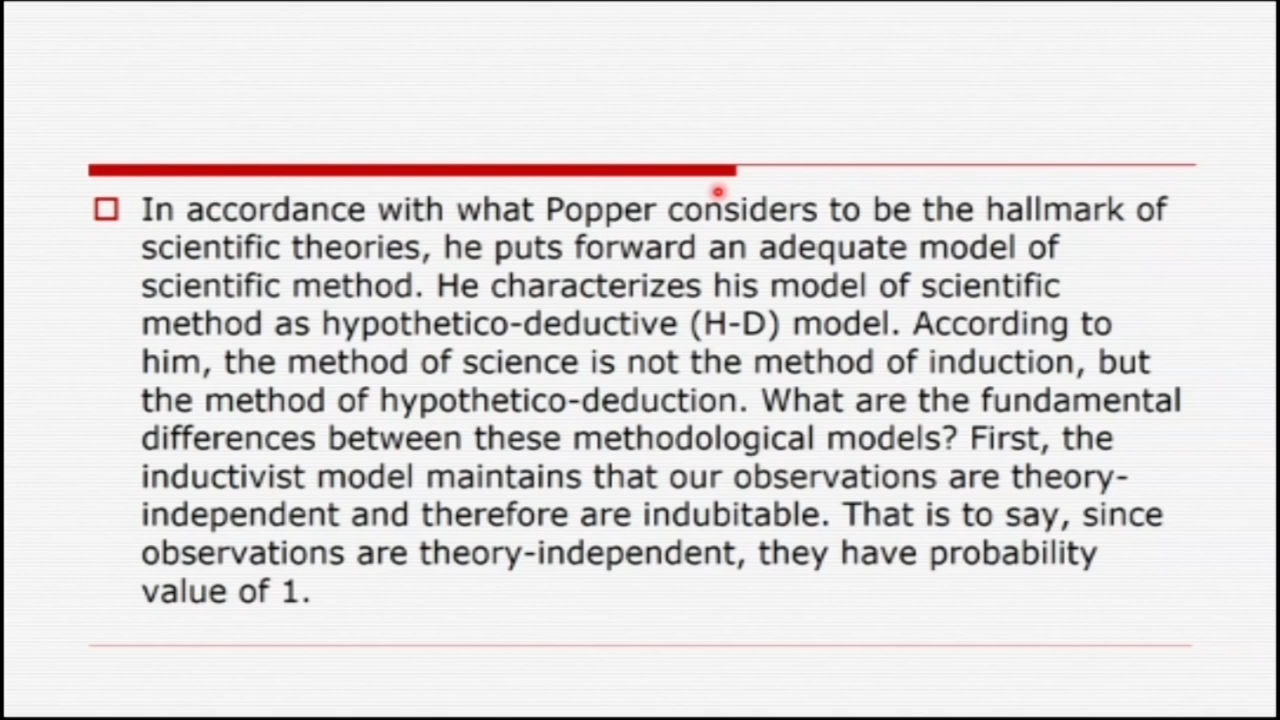 In accordance with what Popper considers to be the hallmark of
scientific theories, he puts forward an adequate model of
scientific method. He characterizes his model of scientific
method as hypothetico-deductive (H-D) model. According to
him, the method of science is not the method of induction, but
the method of hypothetico-deduction. What are the fundamental
differences between these methodological models? First, the
inductivist model maintains that our observations are theory-
independent and therefore are indubitable. That is to say, since
observations are theory-independent, they have probability
value of 1.